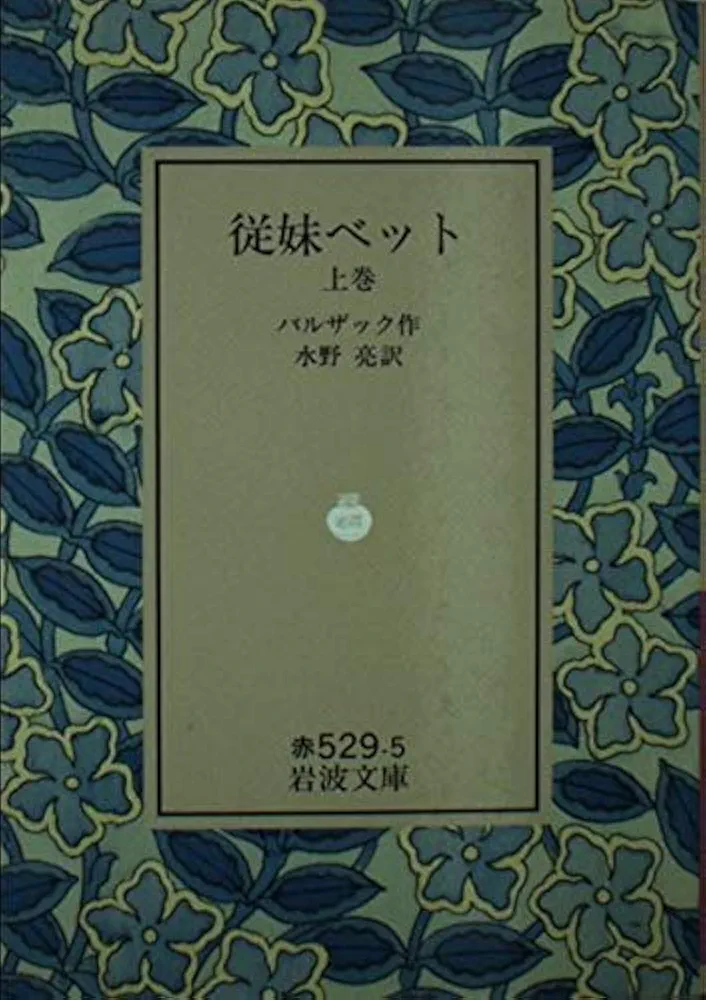 従妹ベット
上巻
バルザック作
水野 亮訳
赤529-5
岩波文庫